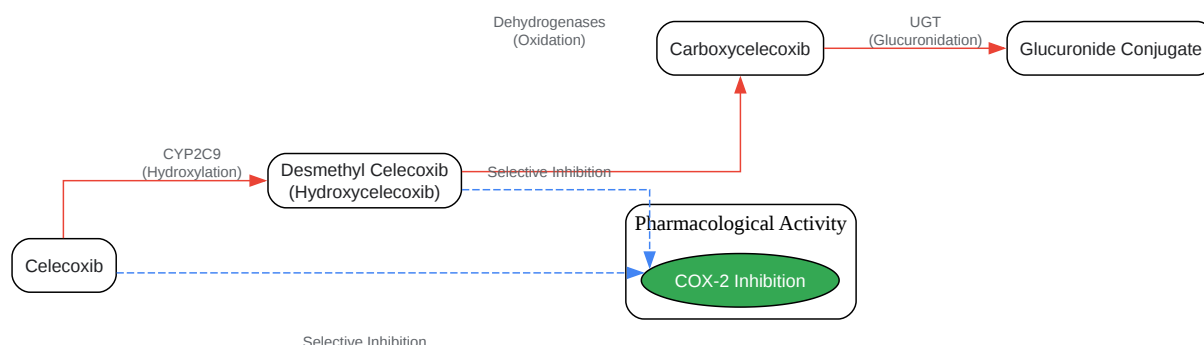 Dehydrogenases
(Oxidation)
UGT
(Glucuronidation)
Carboxycelecoxib
Glucuronide Conjugate
CYP2C9
(Hydroxylation)
Desmethyl Celecoxib
(Hydroxycelecoxib)
Selective Inhibition
Pharmacological Activity
Celecoxib
COX-2 Inhibition
Selective Inhibition